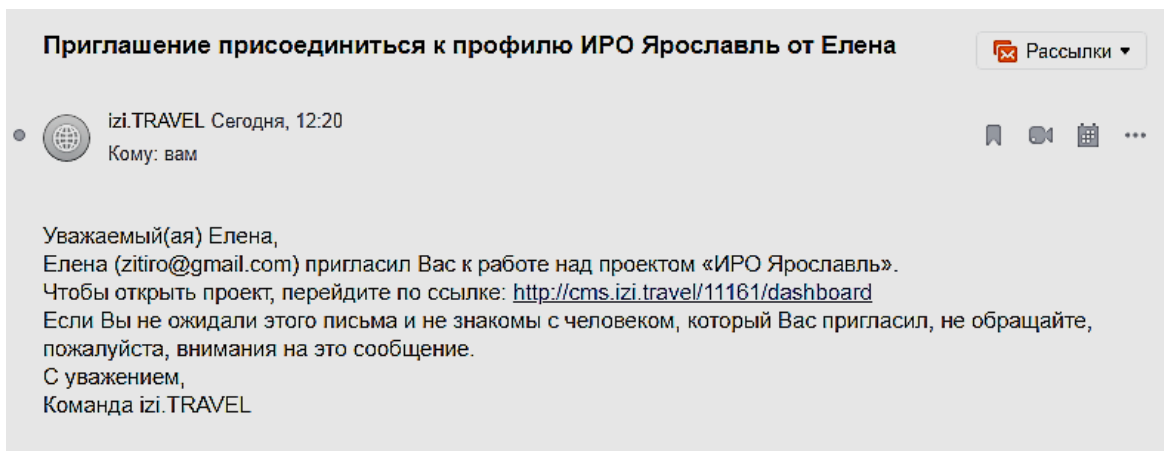 Приглашение присоединиться к профилю ИРО Ярославль от Елена
Рассылки
izi.TRAVEL Сегодня, 12:20
Кому: вам
Уважаемый(ая) Елена,
Елена (zitiro@gmail.com) пригласил Вас к работе над проектом «ИРО Ярославль».
Чтобы открыть проект, перейдите по ссылке: http://cms.izi.travel/11161/dashboard
Если Вы не ожидали этого письма и не знакомы с человеком, который Вас пригласил, не обращайте,
пожалуйста, внимания на это сообщение.
С уважением,
Команда izi.TRAVEL